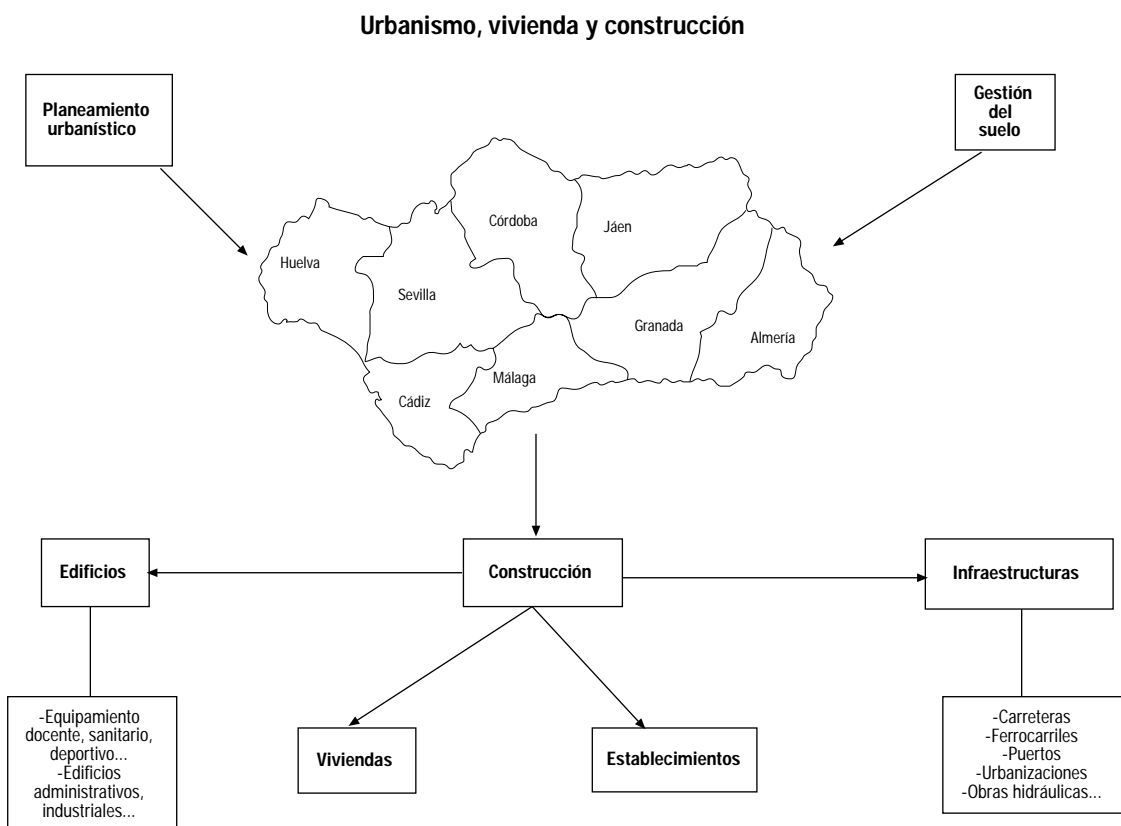 Urbanismo, vivienda y construcción
Planeamiento
urbanístico
Gestión
del
suelo
Córdoba
Jáen
Huelva
Sevilla
Granada
Almería
Málaga
Cádiz
Edificios
Construcción
Infraestructuras
-Equipamiento
docente, sanitario,
deportivo...
-Edificios
administrativos,
industriales...
Viviendas
Establecimientos
-Carreteras
-Ferrocarriles
-Puertos
-Urbanizaciones
-Obras hidráulicas...